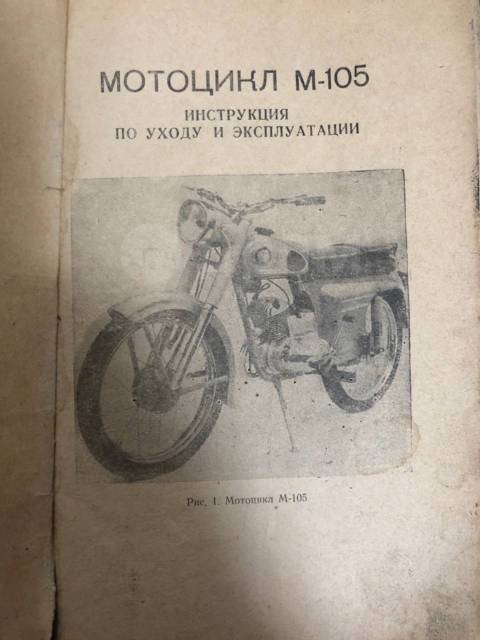 МОТОЦИКЛ М-105
ИНСТРУКЦИЯ
ПО УХОДУ И ЭКСПЛУАТАЦИИ
Рис. 1. Мотоцикл М-105